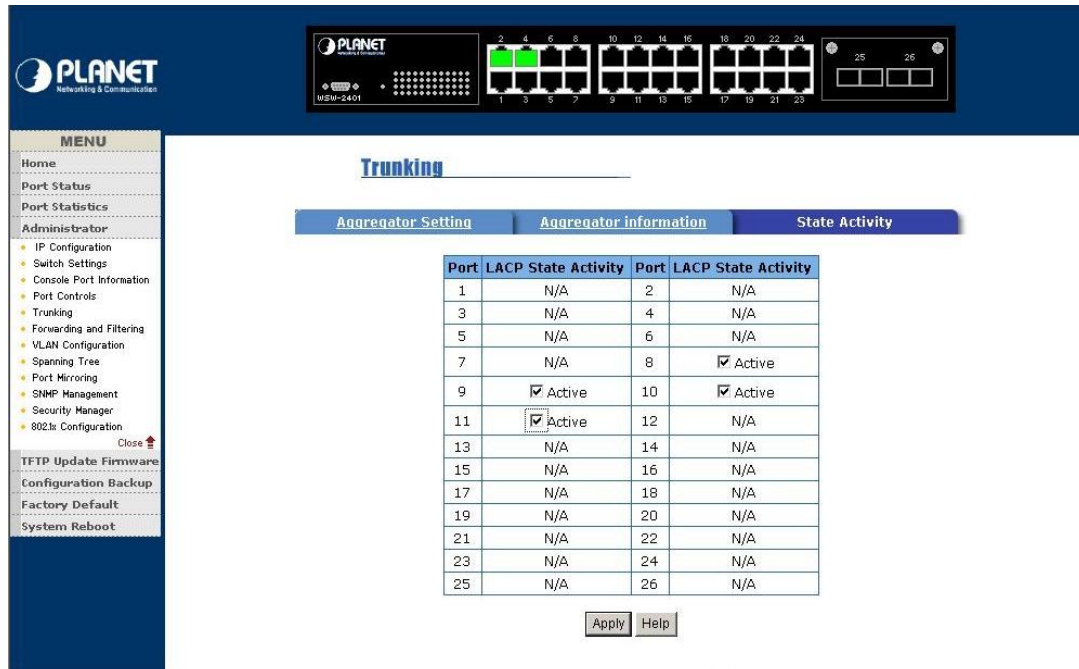 PLANET
Networking & Communication
PLANET
Networking & Communication
WSW-2401
2 4 6 8 10 12 14 16 18 20 22 24
1 3 5 7 9 11 13 15 17 19 21 23
25 26
MENU
Home
Port Status
Port Statistics
Administrator
IP Configuration
Switch Settings
Console Port Information
Port Controls
Trunking
Forwarding and Filtering
VLAN Configuration
Spanning Tree
Port Mirroring
SNMP Management
Security Manager
802.1x Configuration
Close
TFTP Update Firmware
Configuration Backup
Factory Default
System Reboot
Trunking
Aggregator Setting Aggregator information State Activity
Port LACP State Activity Port LACP State Activity
1 N/A 2 N/A
3 N/A 4 N/A
5 N/A 6 N/A
7 N/A 8 Active
9 Active 10 Active
11 Active 12 N/A
13 N/A 14 N/A
15 N/A 16 N/A
17 N/A 18 N/A
19 N/A 20 N/A
21 N/A 22 N/A
23 N/A 24 N/A
25 N/A 26 N/A
Apply Help